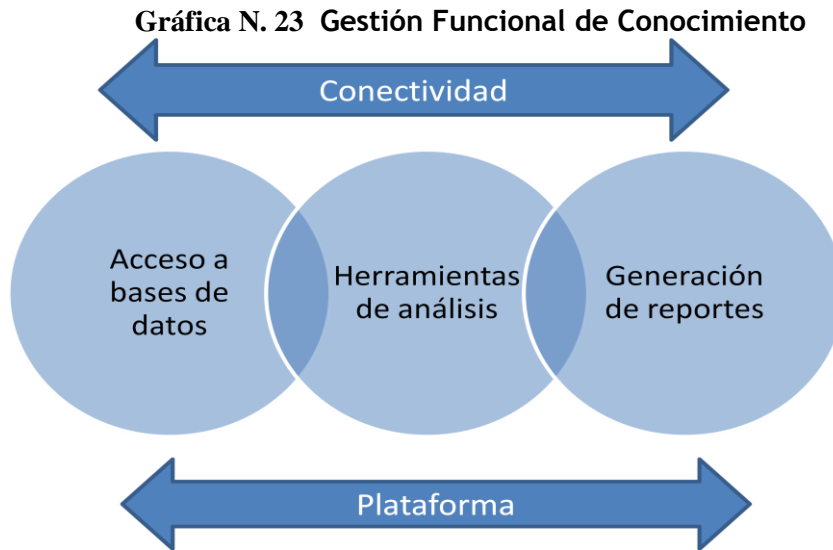 Gráfica N. 23 Gestión Funcional de Conocimiento
Conectividad
Acceso a
bases de
datos
Herramientas
de análisis
Generación
de reportes
Plataforma